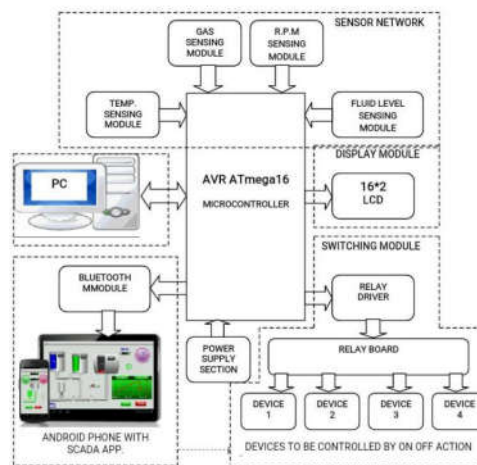 SENSOR NETWORK
GAS
SENSING
MODULE
R.P.M
SENSING
MODULE
TEMP.
SENSING
MODULE
FLUID LEVEL
SENSING
MODULE
DISPLAY MODULE
PC
AVR ATmega16
MICROCONTROLLER
16*2
LCD
SWITCHING MODULE
BLUETOOTH
MMODULE
RELAY
DRIVER
POWER
SUPPLY
SECTION
RELAY BOARD
DEVICE
1
DEVICE
2
DEVICE
3
DEVICE
4
ANDROID PHONE WITH
SCADA APP.
DEVICES TO BE CONTROLLED BY ON OFF ACTION